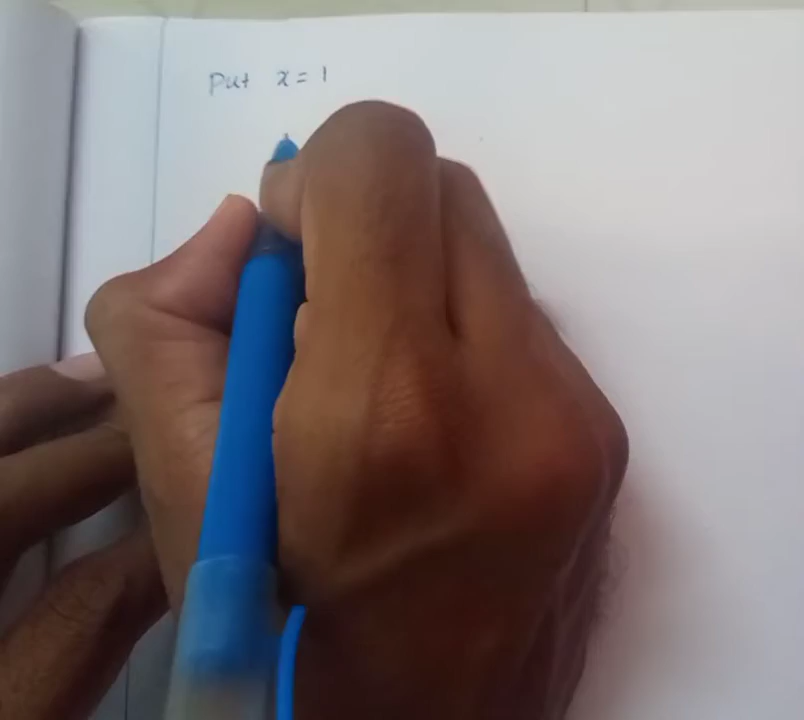 Put x = 1